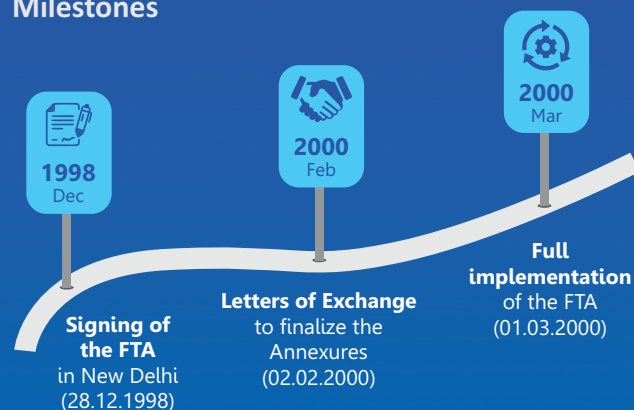 Milestones
1998
Dec
Signing of
the FTA
in New Delhi
(28.12.1998)
2000
Feb
Letters of Exchange
to finalize the
Annexures
(02.02.2000)
2000
Mar
Full
implementation
of the FTA
(01.03.2000)